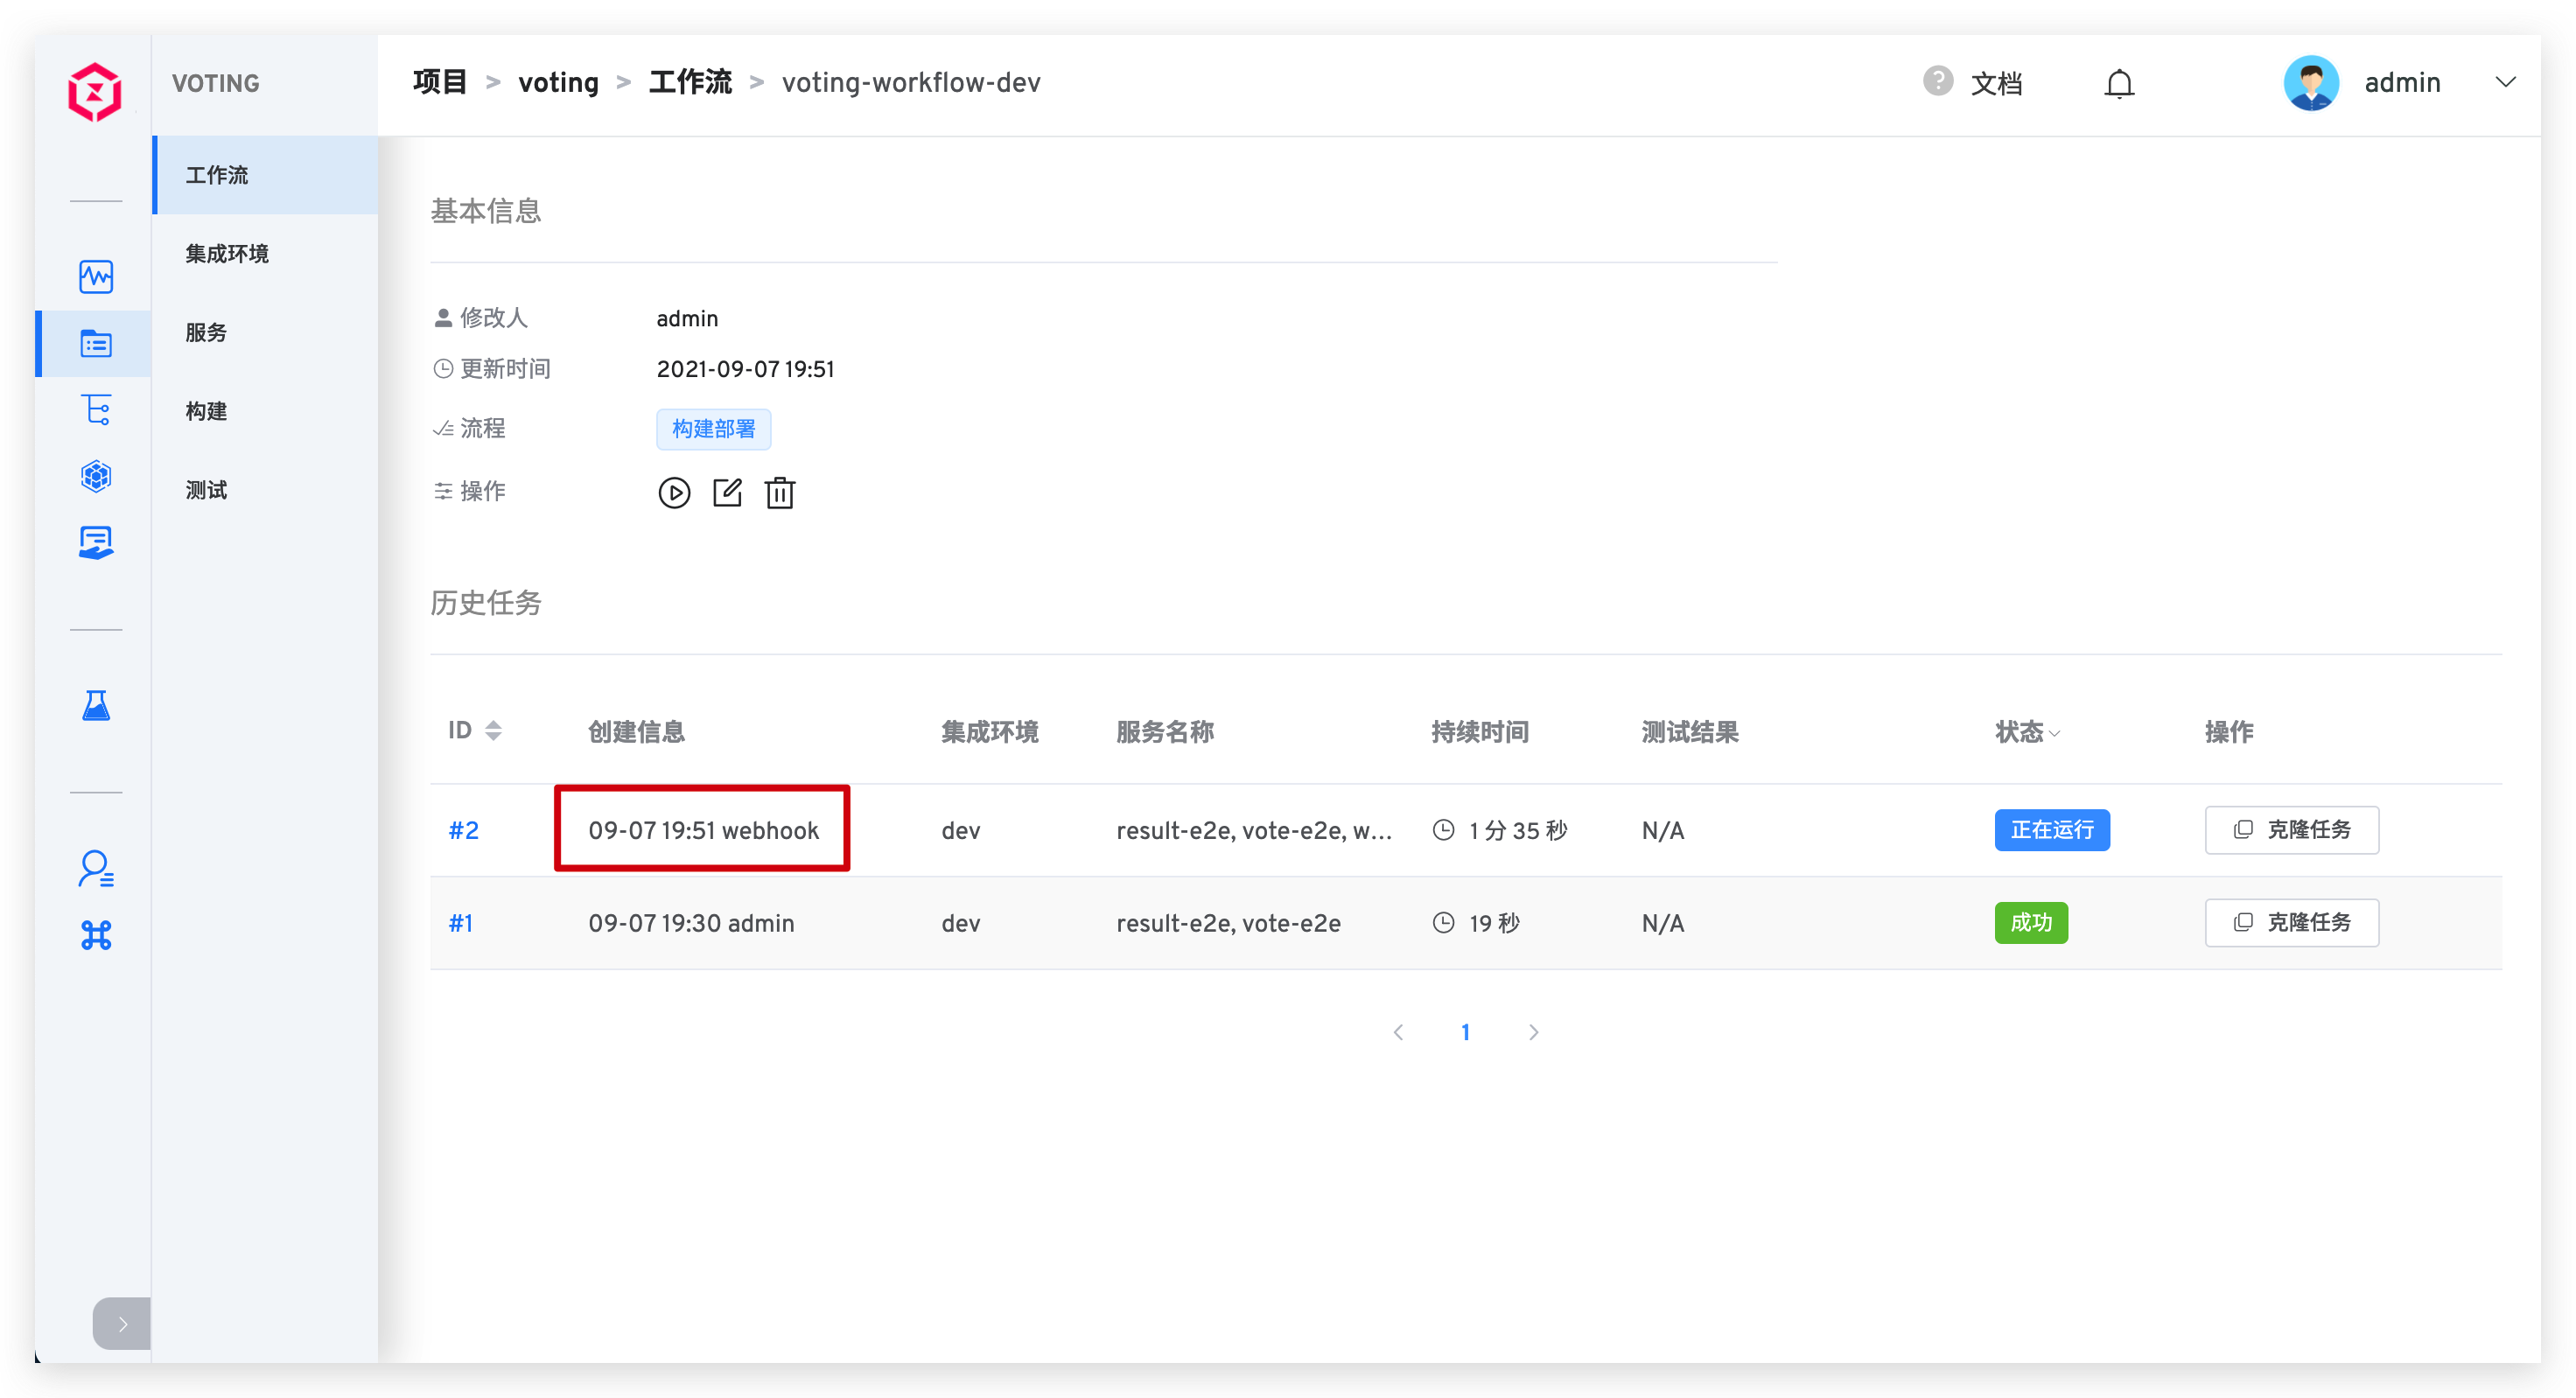 VOTING
项目 > voting > 工作流 > voting-workflow-dev
? 文档
admin
工作流
集成环境
服务
构建
测试
基本信息
修改人 admin
更新时间 2021-09-07 19:51
流程 构建部署
操作
历史任务
ID 创建信息 集成环境 服务名称 持续时间 测试结果 状态 操作
#2 09-07 19:51 webhook dev result-e2e, vote-e2e, w... 1 分 35 秒 N/A 正在运行 克隆任务
#1 09-07 19:30 admin dev result-e2e, vote-e2e 19 秒 N/A 成功 克隆任务
< 1 >